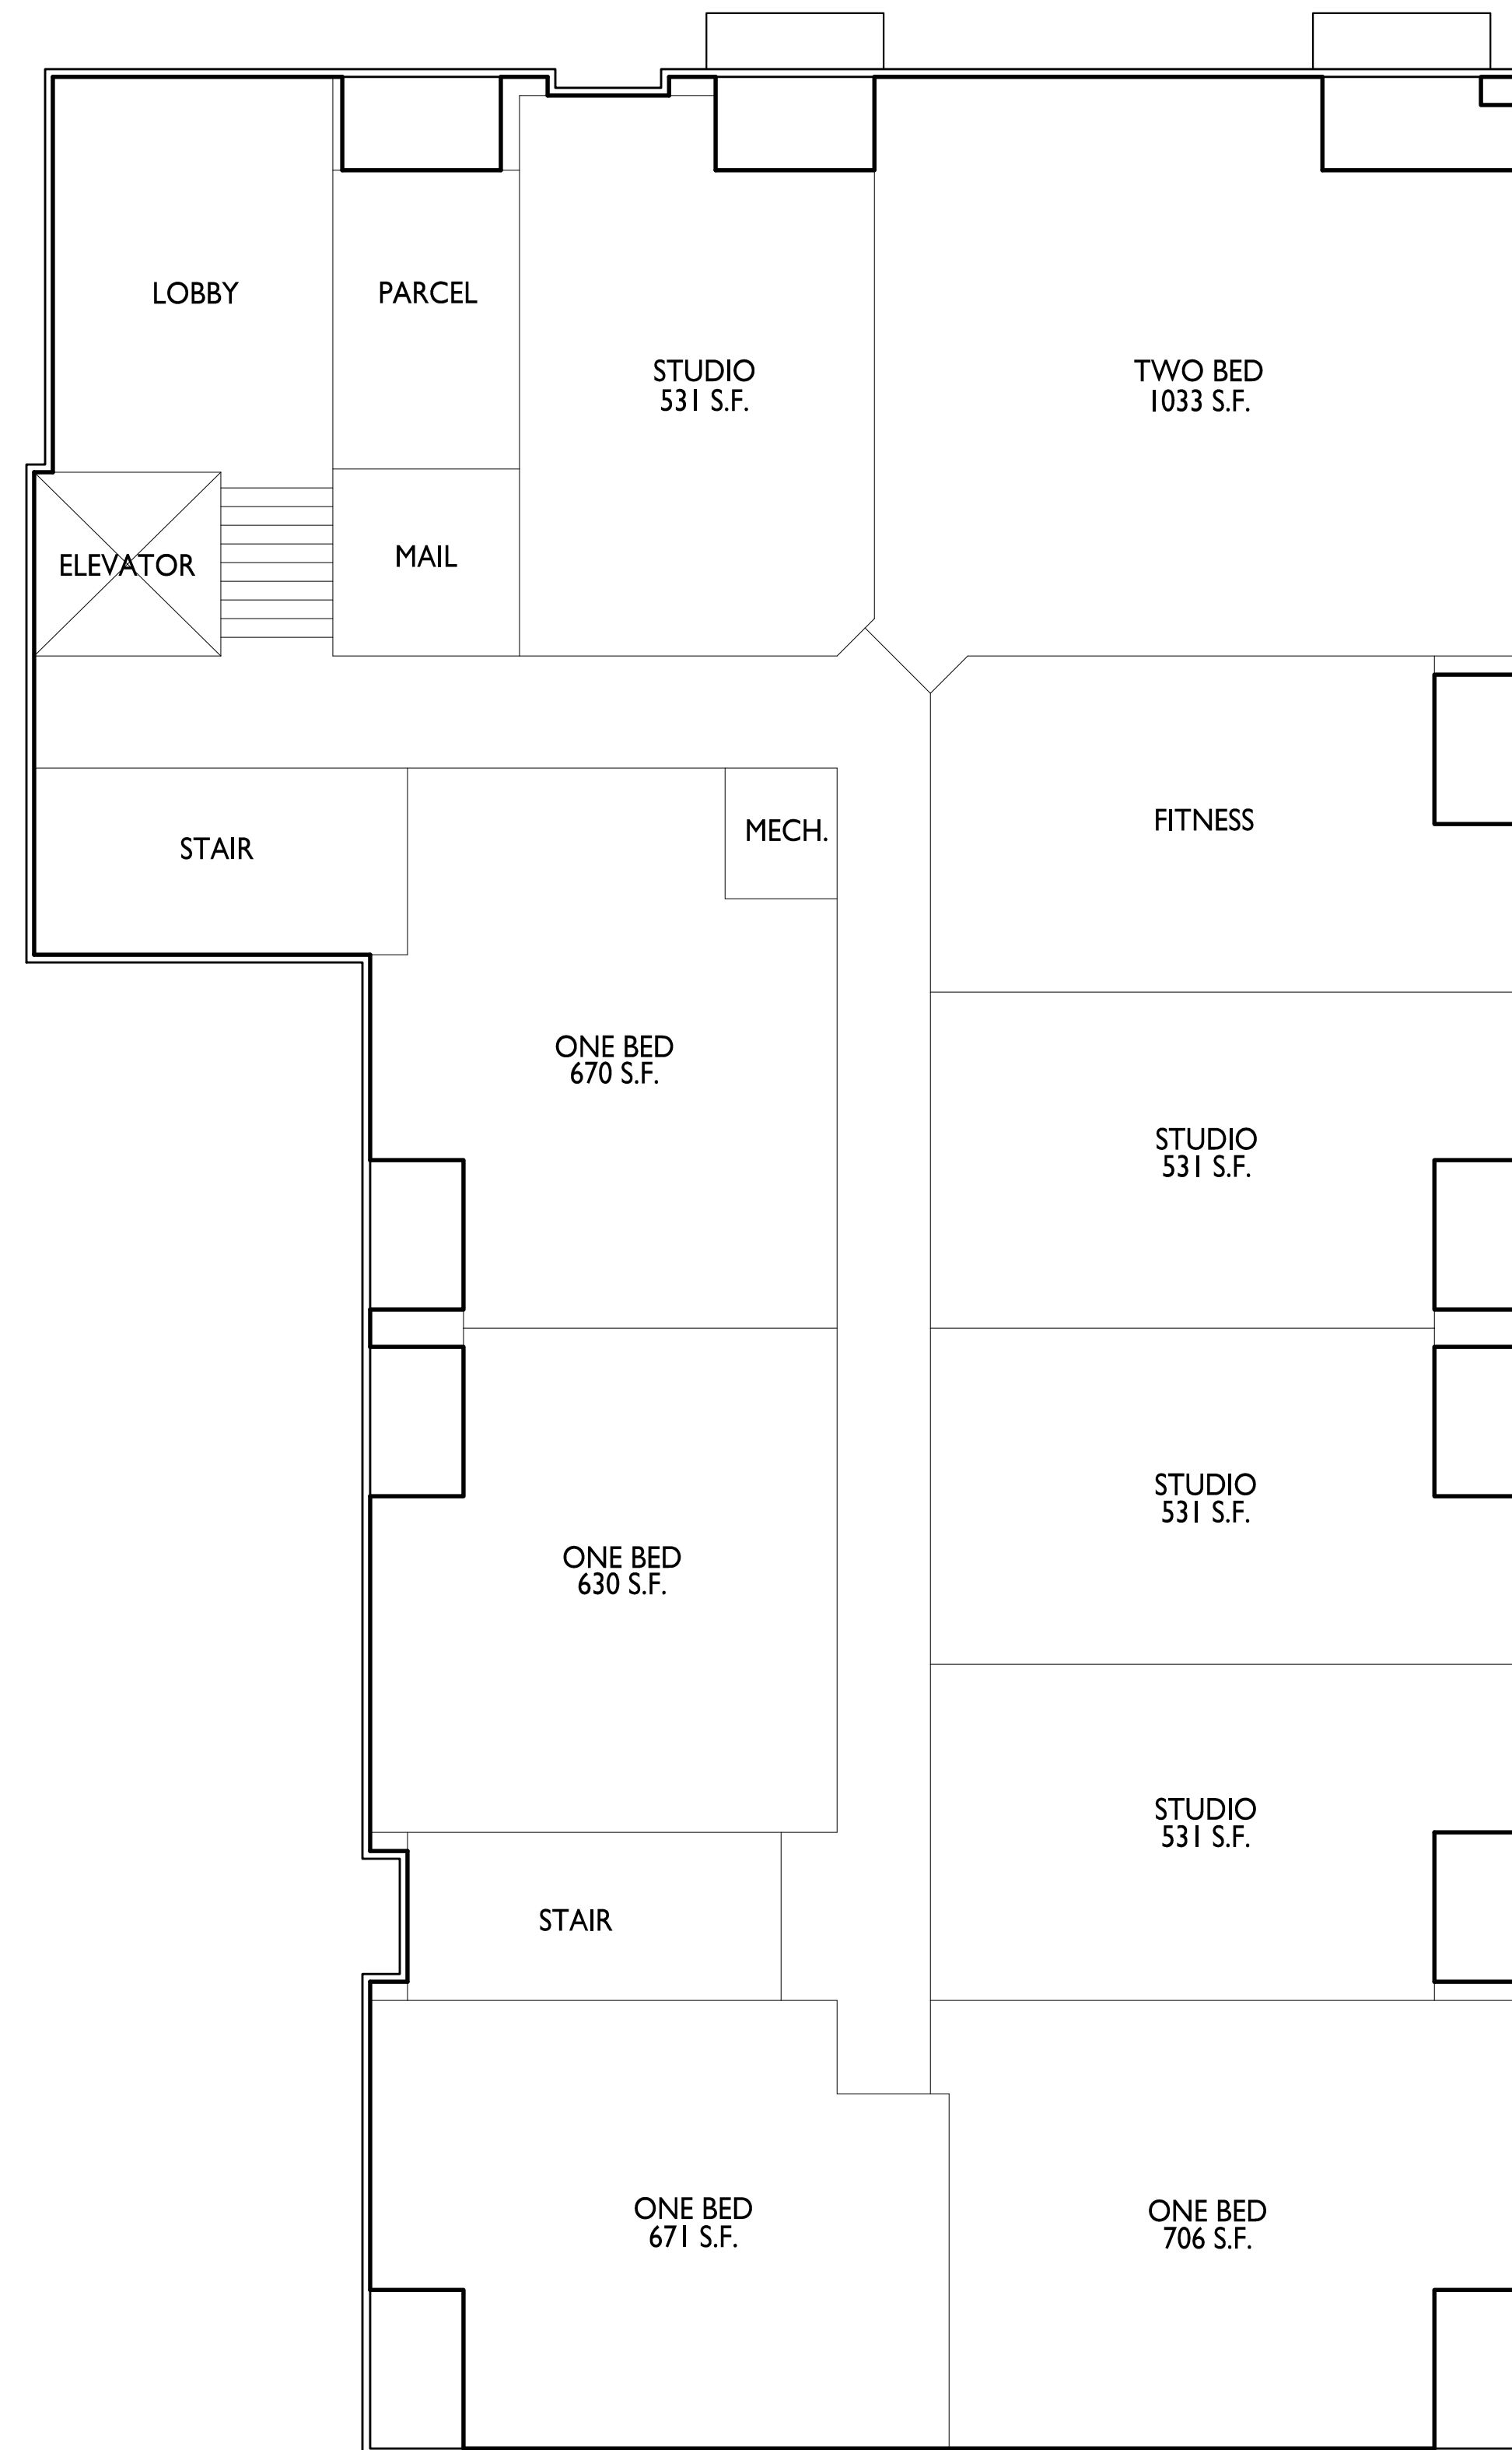 LOBBY
PARCEL
STUDIO
531 S.F.
TWO BED
1033 S.F.
ELEVATOR
MAIL
STAIR
MECH.
FITNESS
ONE BED
670 S.F.
STUDIO
531 S.F.
STUDIO
531 S.F.
ONE BED
630 S.F.
STUDIO
531 S.F.
STAIR
ONE BED
671 S.F.
ONE BED
706 S.F.